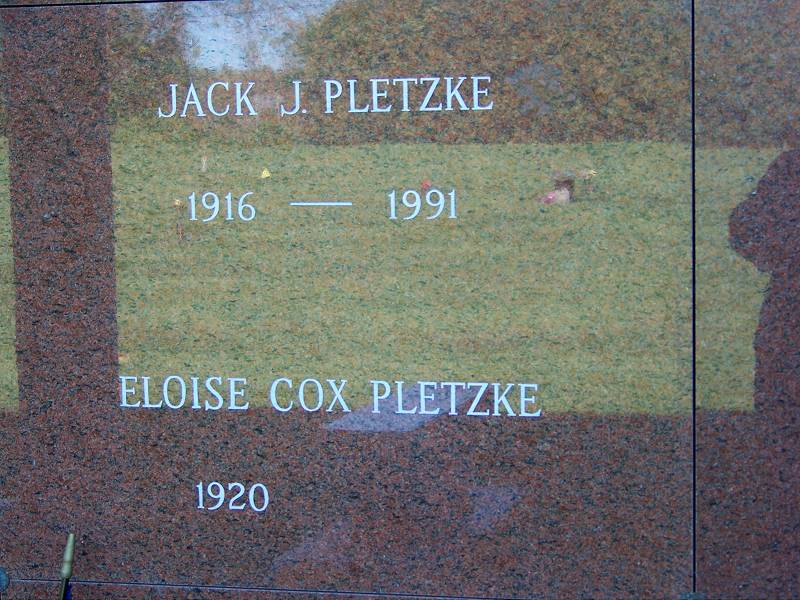 JACK J. PLETZKE
1916 — 1991
ELOISE COX PLETZKE
1920